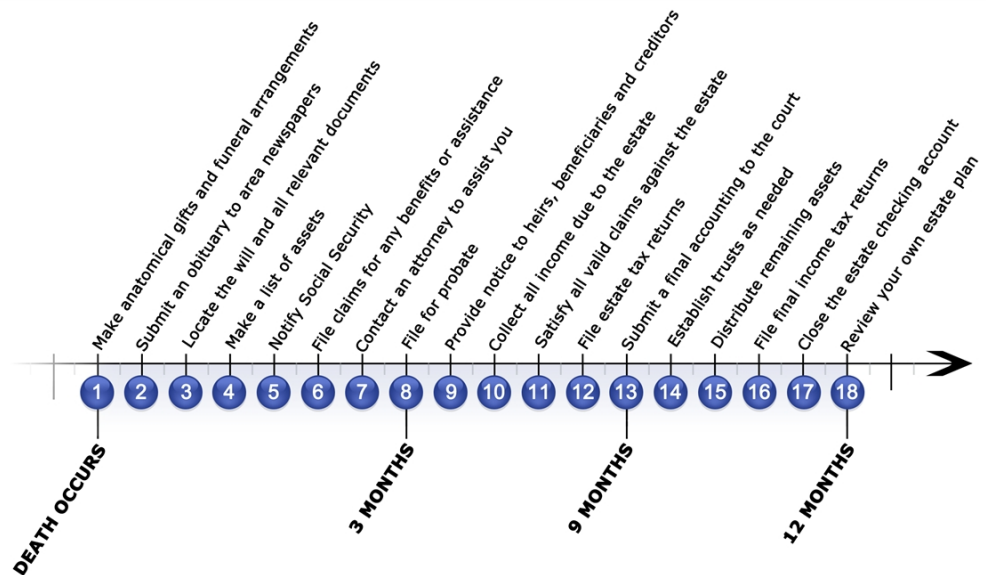 Make anatomical gifts and funeral arrangements
Submit an obituary to area newspapers
Locate the will and all relevant documents
Make a list of assets
Notify Social Security
File claims for any benefits or assistance
Contact an attorney to assist you
File for probate
Provide notice to heirs, beneficiaries and creditors
Collect all income due to the estate
Satisfy all valid claims against the estate
File estate tax returns
Submit a final accounting to the court
Establish trusts as needed
Distribute remaining assets
File final income tax returns
Close the estate checking account
Review your own estate plan
1 2 3 4 5 6 7 8 9 10 11 12 13 14 15 16 17 18
DEATH OCCURS
3 MONTHS
9 MONTHS
12 MONTHS